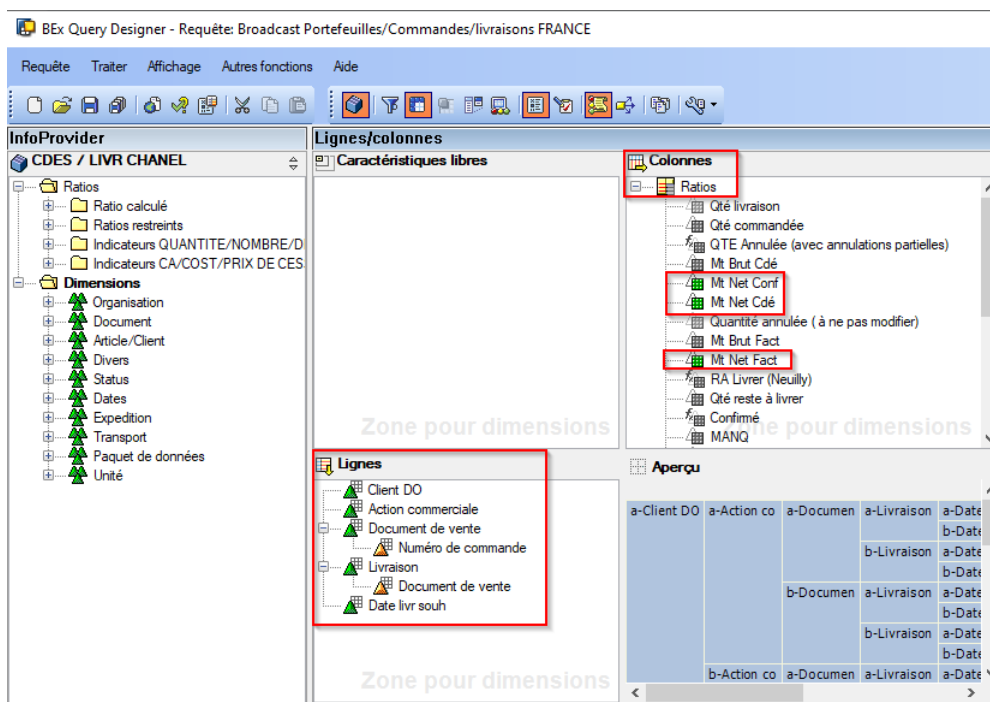 BEx Query Designer - Requête: Broadcast Portefeuilles/Commandes/livraisons FRANCE
Requête Traiter Affichage Autres fonctions Aide
InfoProvider
CDES / LIVR CHANEL
Ratios
Ratio calculé
Ratios restreints
Indicateurs QUANTITE/NOMBRE/D
Indicateurs CA/COST/PRIX DE CES
Dimensions
Organisation
Document
Article/Client
Divers
Status
Dates
Expedition
Transport
Paquet de données
Unité
Lignes/colonnes
Caractéristiques libres
Zone pour dimensions
Colonnes
Ratios
Qté livraison
Qté commandée
QTE Annulée (avec annulations partielles)
Mt Brut Cdé
Mt Net Conf
Mt Net Cdé
Quantité annulée ( à ne pas modifier)
Mt Brut Fact
Mt Net Fact
RA Livrer (Neuilly)
Qté reste à livrer
Confirmé
MANQ
Zone pour dimensions
Lignes
Client DO
Action commerciale
Document de vente
Numéro de commande
Livraison
Document de vente
Date livr souh
Zone pour dimensions
Aperçu
a-Client DO a-Action co a-Documen a-Livraison a-Date
b-Date
b-Livraison a-Date
b-Date
b-Documen a-Livraison a-Date
b-Date
b-Livraison a-Date
b-Date
b-Action co a-Documen a-Livraison a-Date